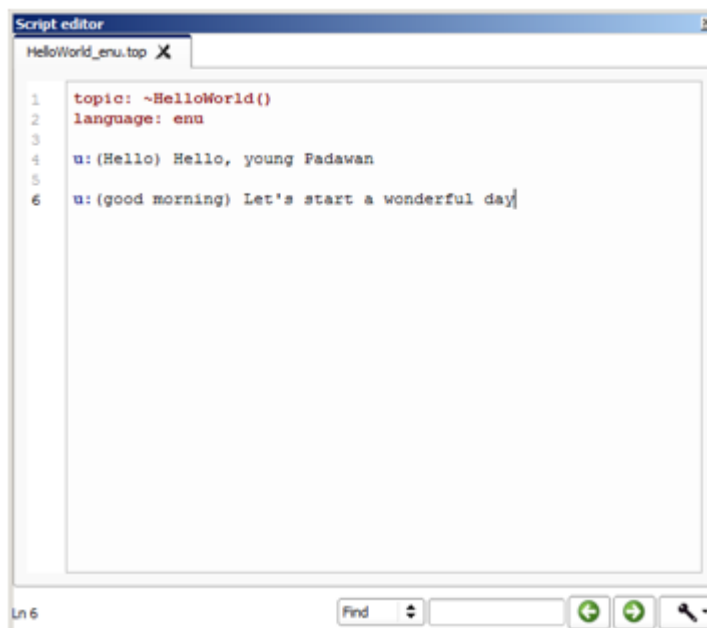 Script editor
HelloWorld_enu.top
1 topic: ~HelloWorld()
2 language: enu
3
4 u:(Hello) Hello, young Padawan
5
6 u:(good morning) Let's start a wonderful day
Ln 6 Find